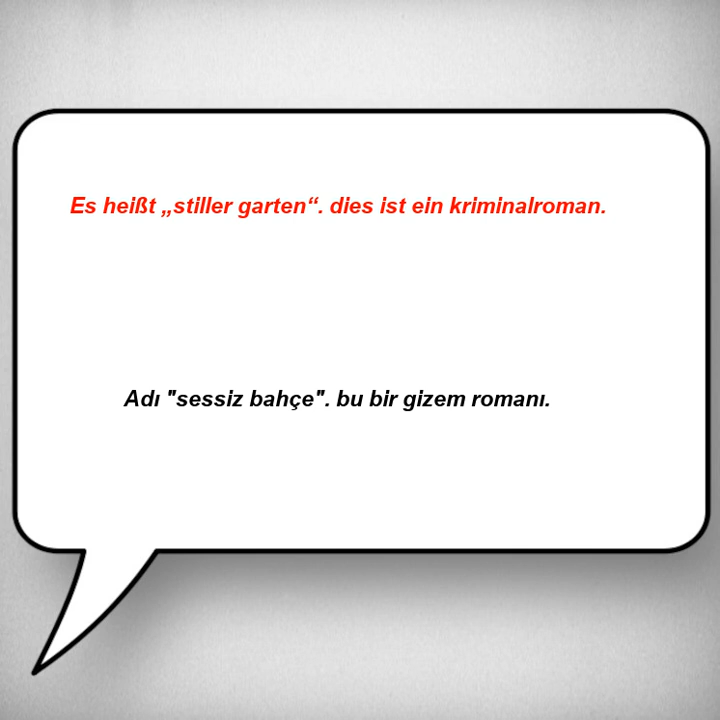 Es heißt „stiller garten“. dies ist ein kriminalroman.
Adı "sessiz bahçe". bu bir gizem romanı.